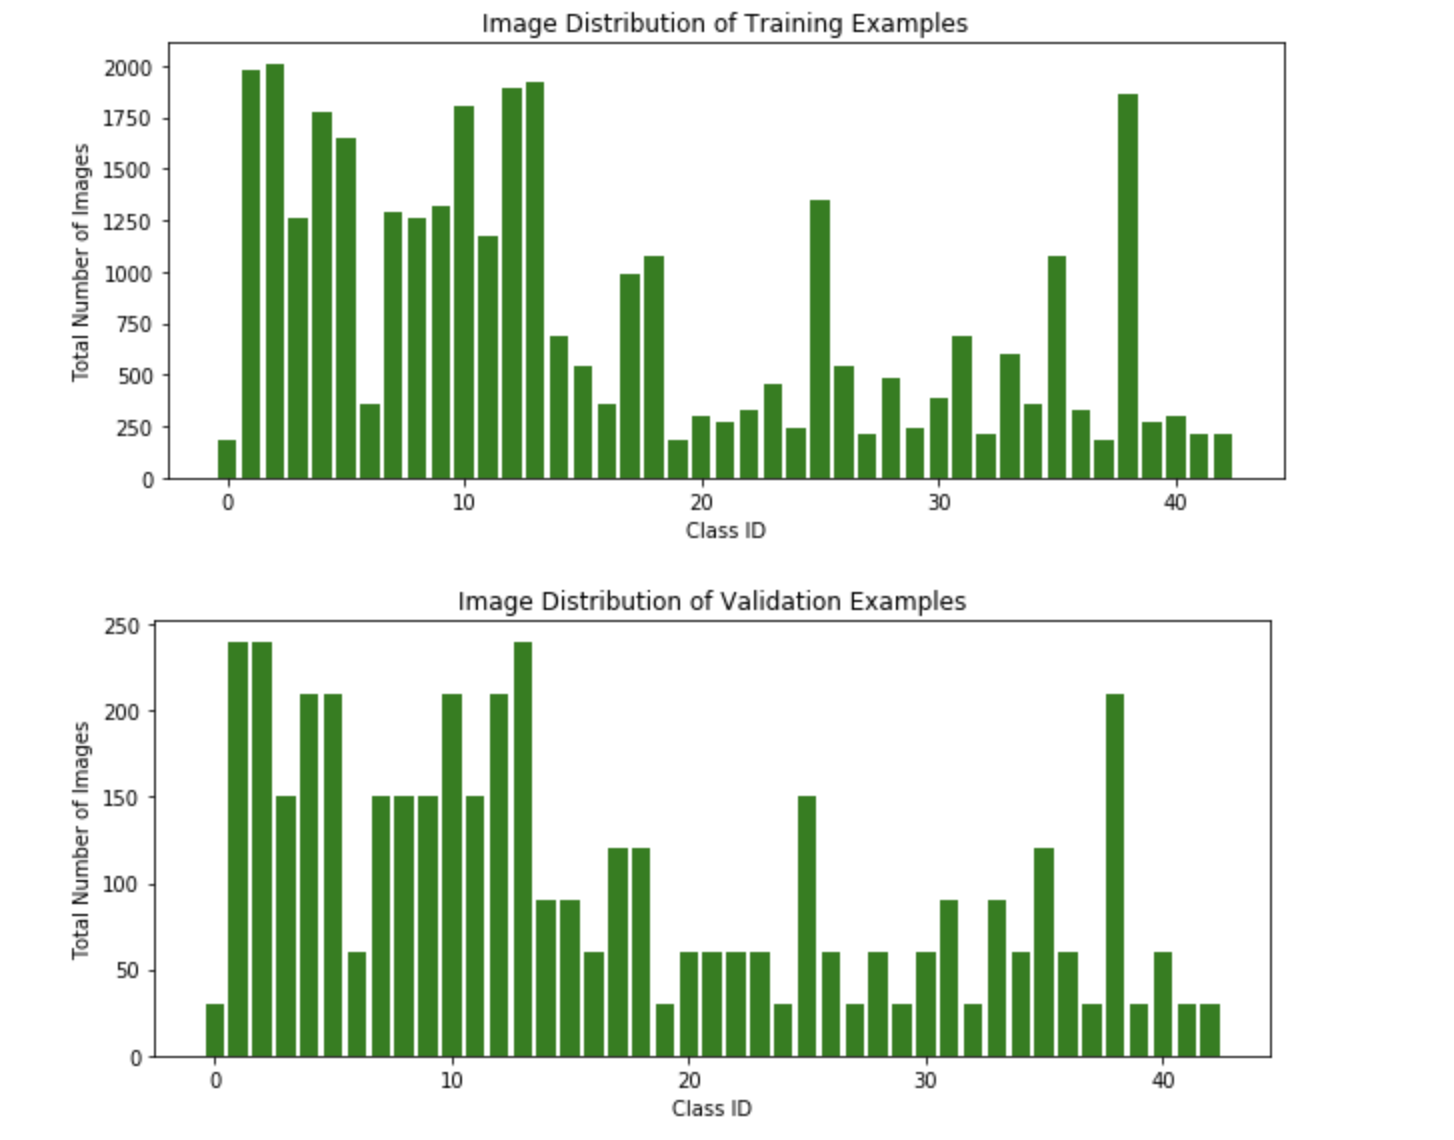 Image Distribution of Training Examples
2000
1750
1500
1250
1000
750
500
250
0
Total Number of Images
0 10 20 30 40
Class ID
Image Distribution of Validation Examples
250
200
150
100
50
0
Total Number of Images
0 10 20 30 40
Class ID